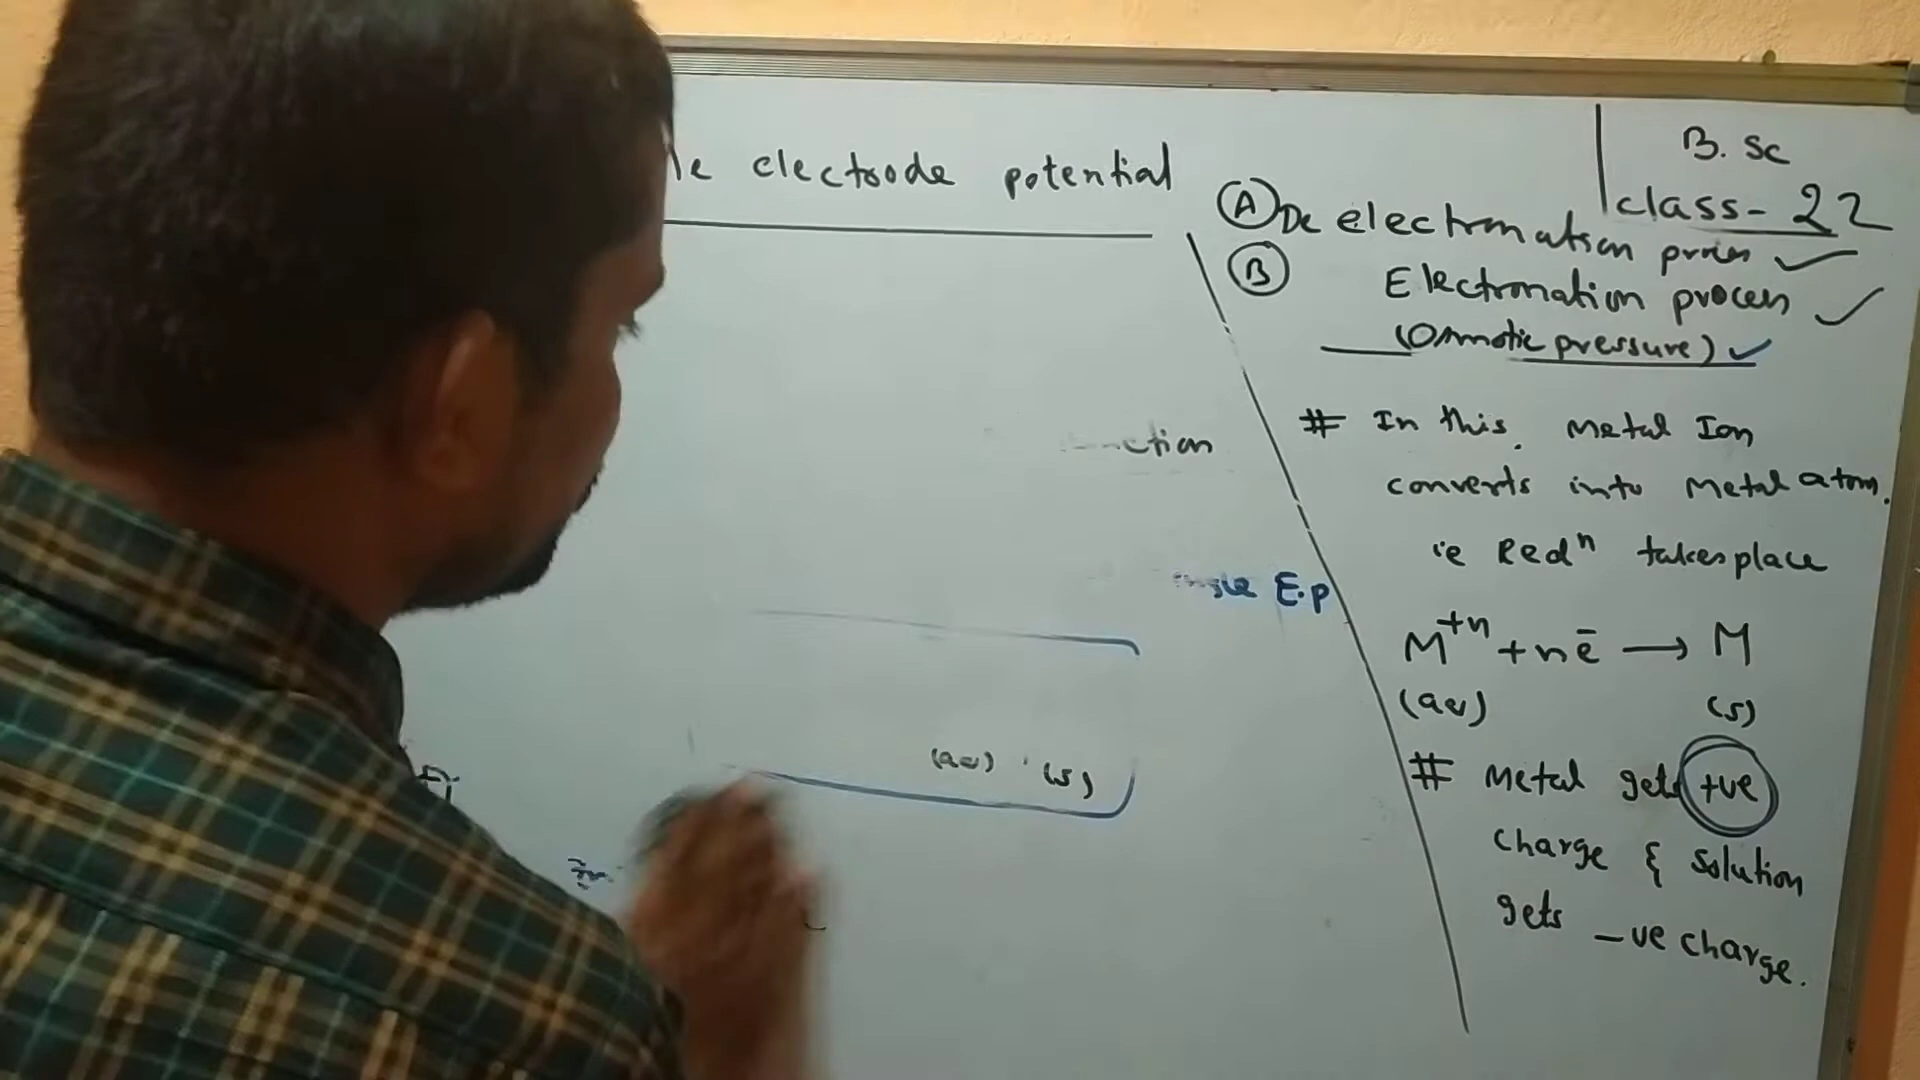 le electrode potential
B. Sc
class- 22
(A) De electronation process ✓
(B) Electronation process ✓
(Osmotic pressure) ✓
# In this, Metal Ion
converts into Metal atom.
ie Redⁿ takes place
M⁺ⁿ + nē → M
(aq) (s)
# Metal gets +ve
charge & solution
gets -ve charge.
ction
E.P
(aq) (s)